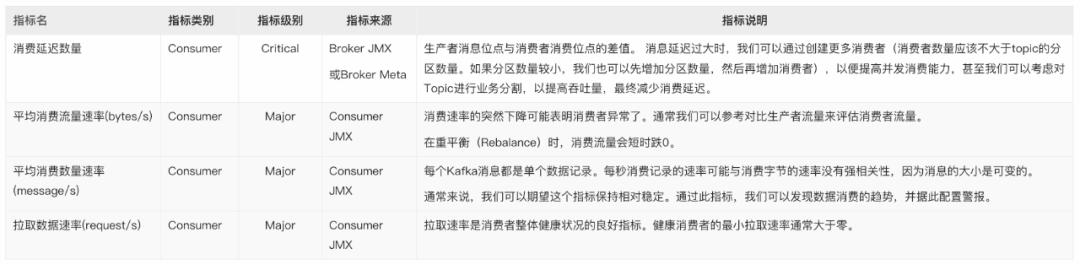 指标名 指标类别 指标级别 指标来源 指标说明
消费延迟数量 Consumer Critical Broker JMX 生产者消息位点与消费者消费位点的差值。 消息延迟过大时，我们可以通过创建更多消费者（消费者数量应该不大于topic的分
或Broker Meta 区数量。如果分区数量较小，我们也可以先增加分区数量，然后再增加消费者），以便提高并发消费能力，甚至我们可以考虑对
Topic进行业务分割，以提高吞吐量，最终减少消费延迟。
平均消费流量速率(bytes/s) Consumer Major Consumer 消费速率的突然下降可能表明消费者异常了。通常我们可以参考对比生产者流量来评估消费者流量。
JMX 在重平衡（Rebalance）时，消费流量会短时跌0。
平均消费数量速率 Consumer Major Consumer 每个Kafka消息都是单个数据记录。每秒消费记录的速率可能与消费字节的速率没有强相关性，因为消息的大小是可变的。
(message/s) JMX 通常来说，我们可以期望这个指标保持相对稳定。通过此指标，我们可以发现数据消费的趋势，并据此配置警报。
拉取数据速率(request/s) Consumer Major Consumer 拉取速率是消费者整体健康状况的良好指标。健康消费者的最小拉取速率通常大于零。
JMX